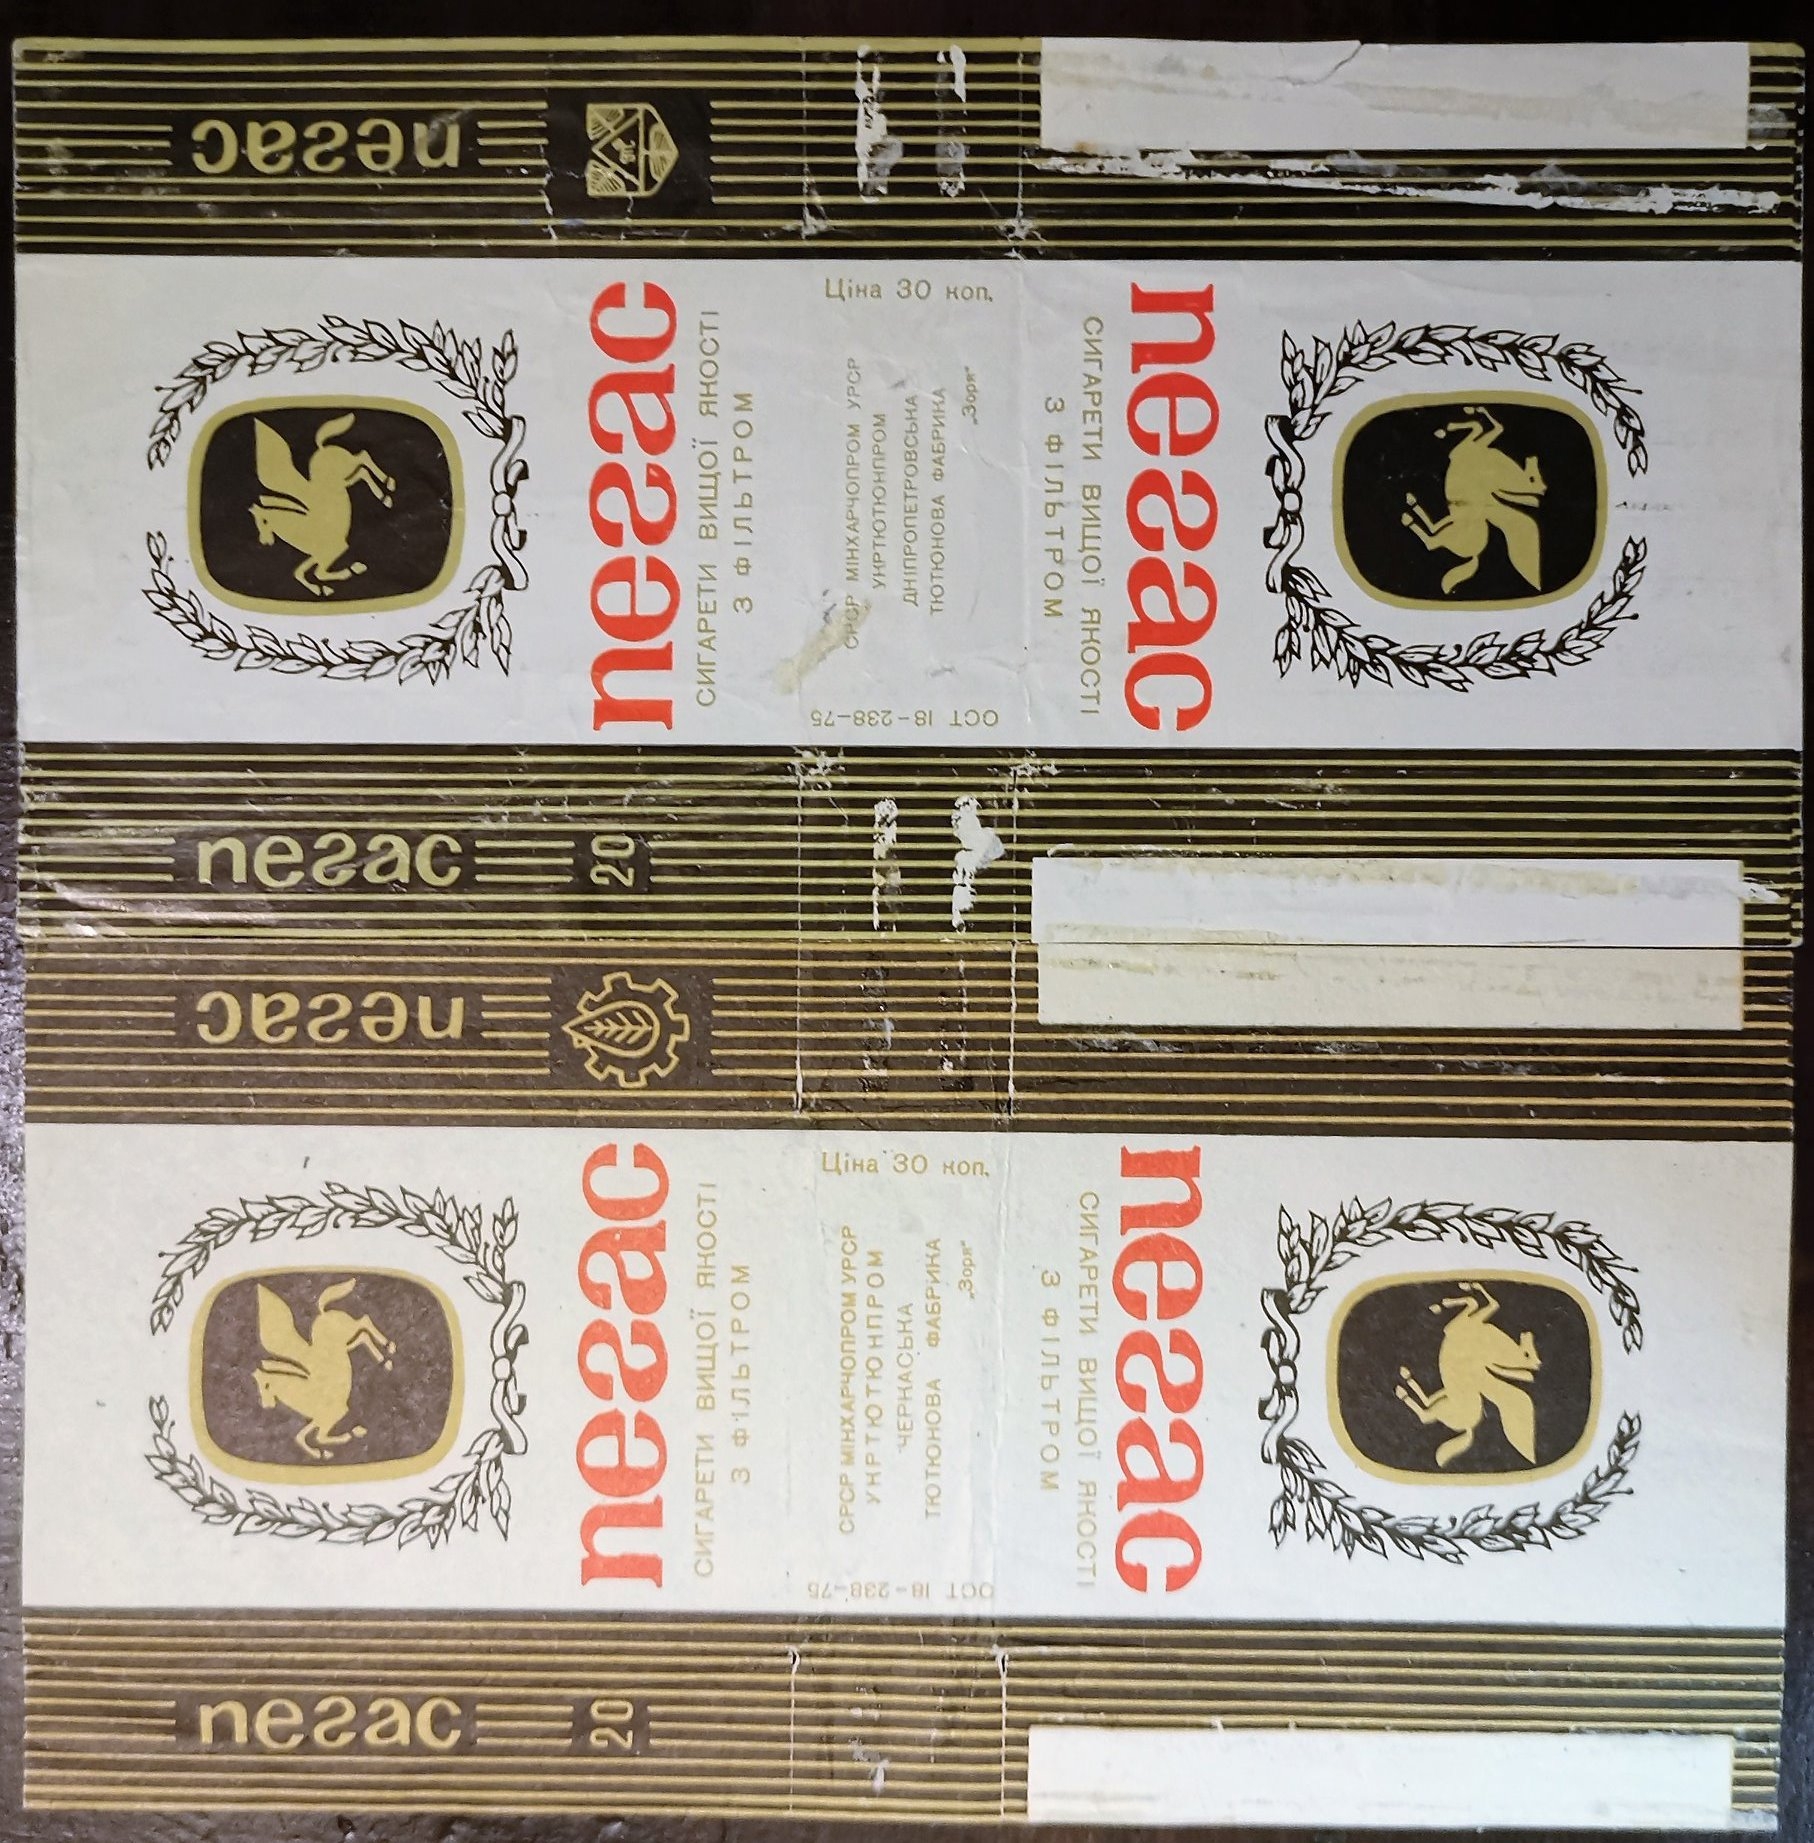 пегас
пегас
СИГАРЕТИ ВИЩОЇ ЯКОСТІ
З ФІЛЬТРОМ
Ціна 30 коп.
СРСР МІНХАРЧОПРОМ УРСР
УКРТЮТЮНПРОМ
ДНІПРОПЕТРОВСЬКА
ТЮТЮНОВА ФАБРИКА
ОСТ 18-238-75
пегас
СИГАРЕТИ ВИЩОЇ ЯКОСТІ
З ФІЛЬТРОМ
пегас
20
пегас
пегас
СИГАРЕТИ ВИЩОЇ ЯКОСТІ
З ФІЛЬТРОМ
Ціна 30 коп.
СРСР МІНХАРЧОПРОМ УРСР
УКРТЮТЮНПРОМ
ЧЕРКАСЬКА
ТЮТЮНОВА ФАБРИКА
„Зоря"
ОСТ 18-238-75
пегас
СИГАРЕТИ ВИЩОЇ ЯКОСТІ
З ФІЛЬТРОМ
пегас
20